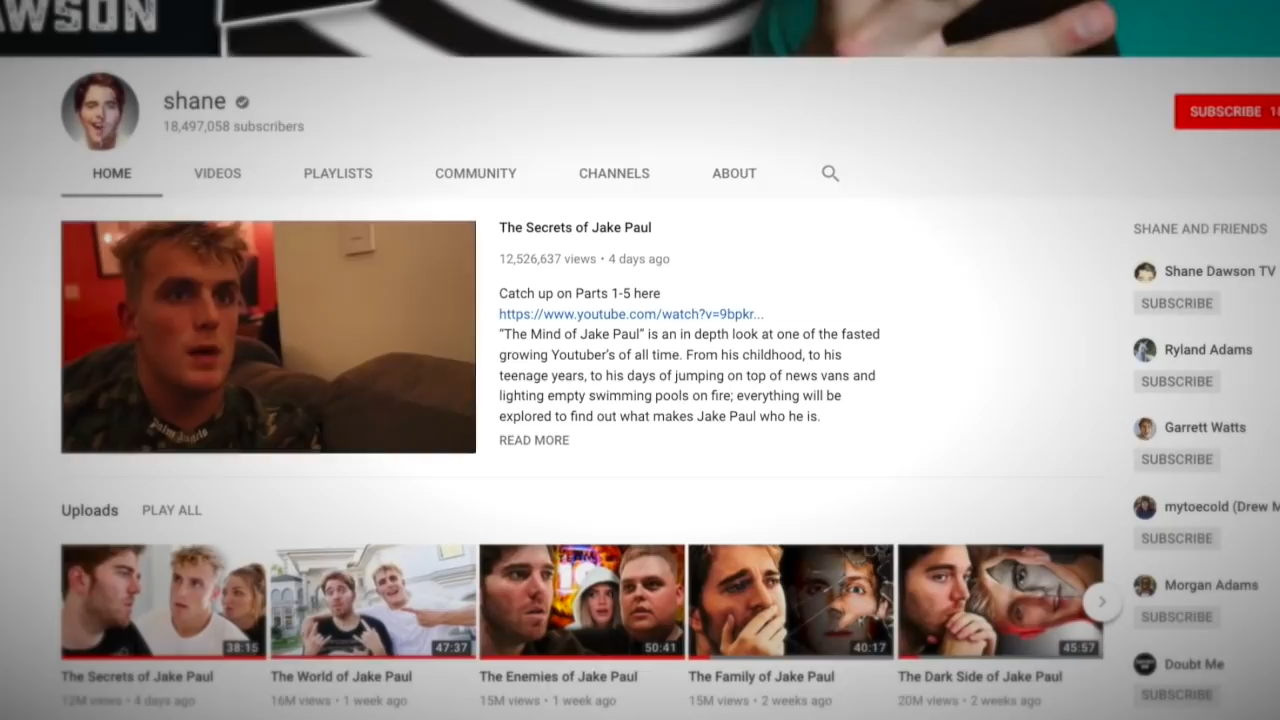 WSON
shane
18,497,058 subscribers
SUBSCRIBE
HOME
VIDEOS
PLAYLISTS
COMMUNITY
CHANNELS
ABOUT
The Secrets of Jake Paul
12,526,637 views • 4 days ago
Catch up on Parts 1-5 here
https://www.youtube.com/watch?v=9bpkr...
“The Mind of Jake Paul” is an in depth look at one of the fasted
growing Youtuber’s of all time. From his childhood, to his
teenage years, to his days of jumping on top of news vans and
lighting empty swimming pools on fire; everything will be
explored to find out what makes Jake Paul who he is.
READ MORE
Palm Angels
SHANE AND FRIENDS
Shane Dawson TV
SUBSCRIBE
Ryland Adams
SUBSCRIBE
Garrett Watts
SUBSCRIBE
mytoecold (Drew M
SUBSCRIBE
Morgan Adams
SUBSCRIBE
Doubt Me
SUBSCRIBE
Uploads
PLAY ALL
38:15
47:37
50:41
40:17
45:57
The Secrets of Jake Paul
The World of Jake Paul
The Enemies of Jake Paul
The Family of Jake Paul
The Dark Side of Jake Paul
12M views • 4 days ago
16M views • 1 week ago
15M views • 1 week ago
15M views • 2 weeks ago
20M views • 2 weeks ago